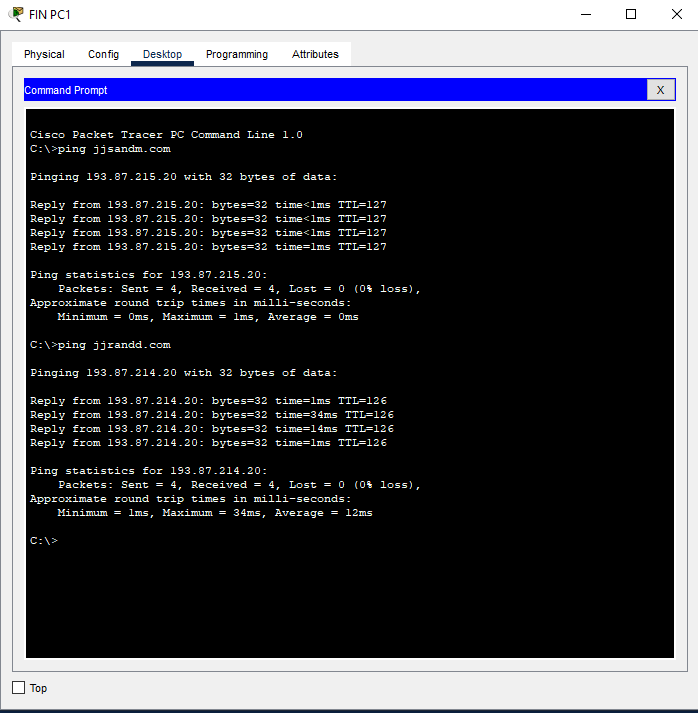 FIN PC1
Physical Config Desktop Programming Attributes
Command Prompt X
Cisco Packet Tracer PC Command Line 1.0
C:\>ping jjsandm.com
Pinging 193.87.215.20 with 32 bytes of data:
Reply from 193.87.215.20: bytes=32 time<1ms TTL=127
Reply from 193.87.215.20: bytes=32 time<1ms TTL=127
Reply from 193.87.215.20: bytes=32 time<1ms TTL=127
Reply from 193.87.215.20: bytes=32 time=1ms TTL=127
Ping statistics for 193.87.215.20:
    Packets: Sent = 4, Received = 4, Lost = 0 (0% loss),
Approximate round trip times in milli-seconds:
    Minimum = 0ms, Maximum = 1ms, Average = 0ms
C:\>ping jjrandd.com
Pinging 193.87.214.20 with 32 bytes of data:
Reply from 193.87.214.20: bytes=32 time=1ms TTL=126
Reply from 193.87.214.20: bytes=32 time=34ms TTL=126
Reply from 193.87.214.20: bytes=32 time=14ms TTL=126
Reply from 193.87.214.20: bytes=32 time=1ms TTL=126
Ping statistics for 193.87.214.20:
    Packets: Sent = 4, Received = 4, Lost = 0 (0% loss),
Approximate round trip times in milli-seconds:
    Minimum = 1ms, Maximum = 34ms, Average = 12ms
C:\>
Top